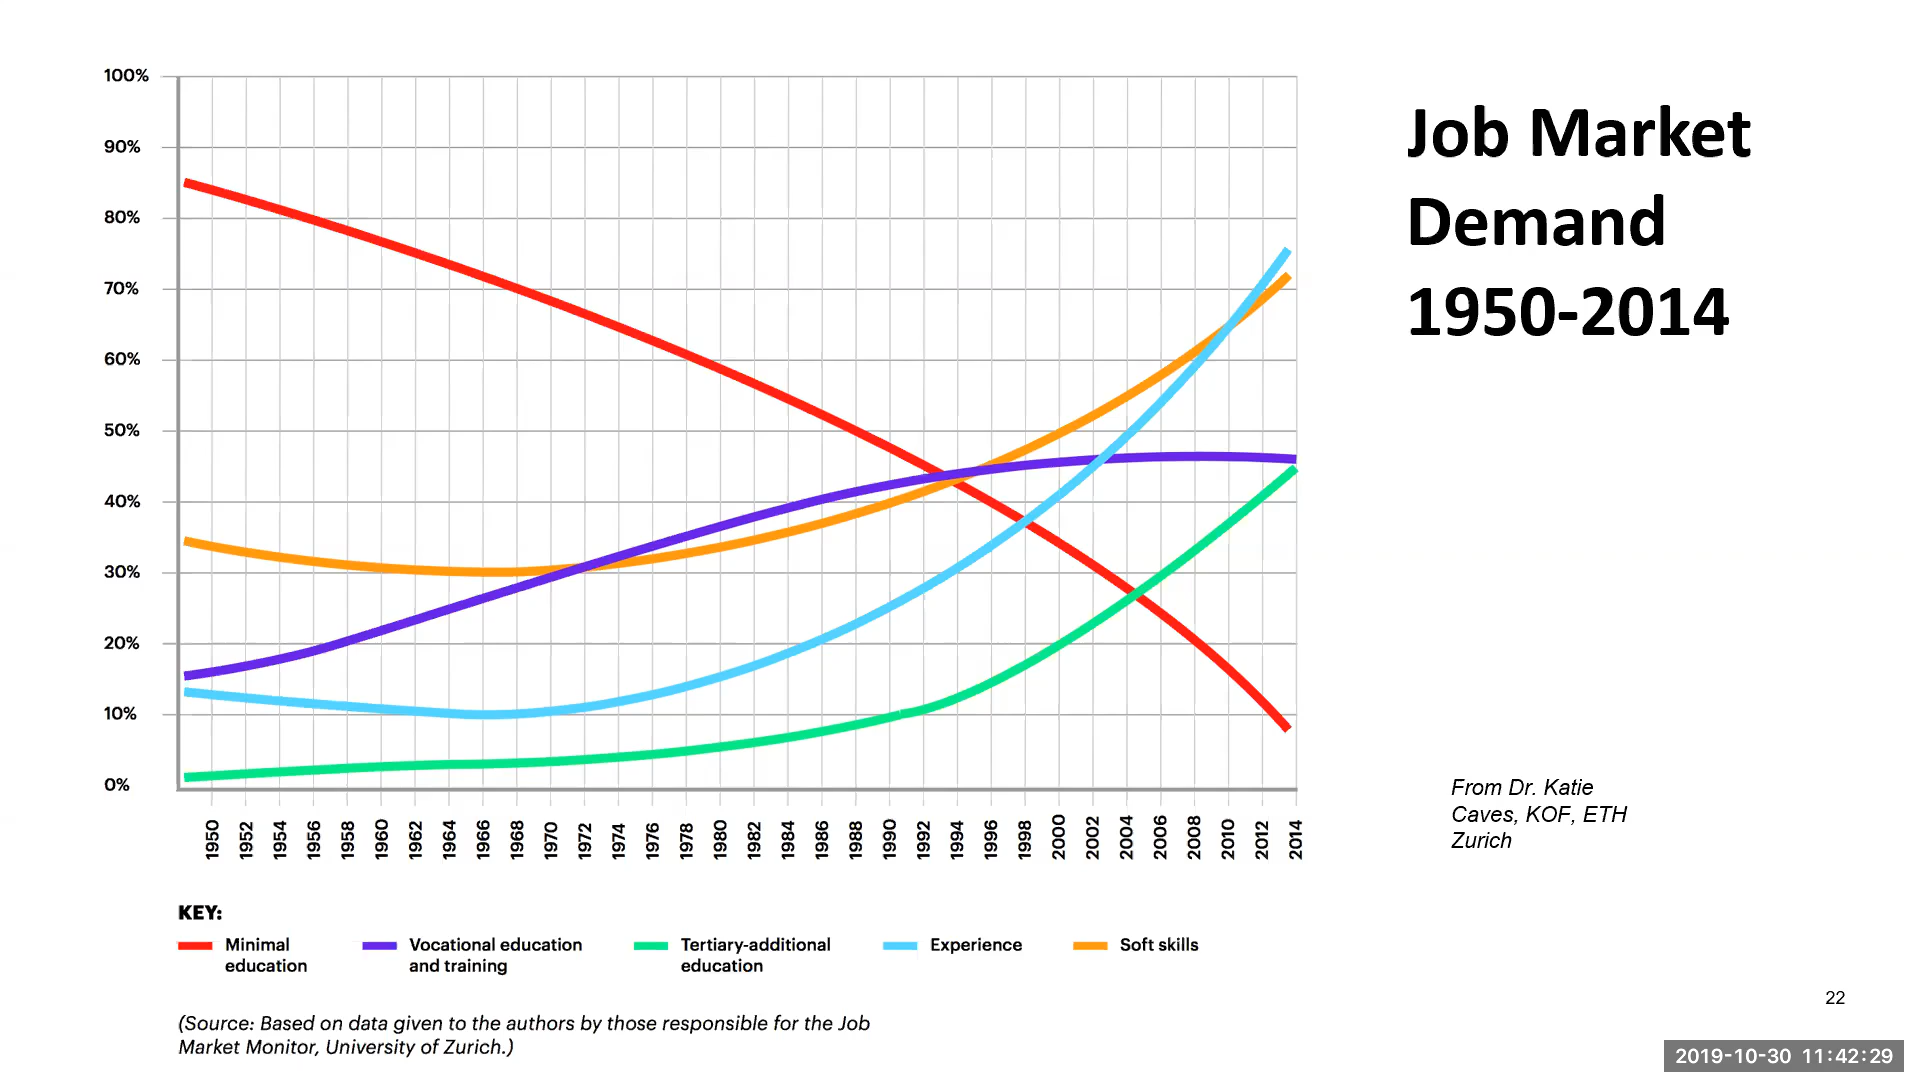 Job Market
Demand
1950-2014
100%
90%
80%
70%
60%
50%
40%
30%
20%
10%
0%
1950
1952
1954
1956
1958
1960
1962
1964
1966
1968
1970
1972
1974
1976
1978
1980
1982
1984
1986
1988
1990
1992
1994
1996
1998
2000
2002
2004
2006
2008
2010
2012
2014
From Dr. Katie
Caves, KOF, ETH
Zurich
KEY:
Minimal
education
Vocational education
and training
Tertiary-additional
education
Experience
Soft skills
(Source: Based on data given to the authors by those responsible for the Job
Market Monitor, University of Zurich.)
22
2019-10-30 11:42:29